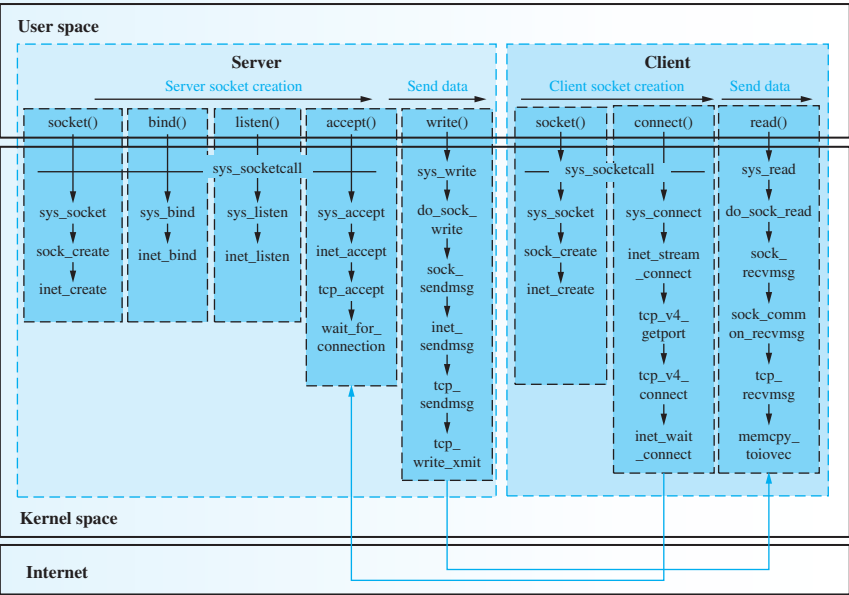 User space
Server
Client
Server socket creation
Send data
Client socket creation
Send data
socket()
bind()
listen()
accept()
write()
socket()
connect()
read()
sys_socketcall
sys_socket
sock_create
inet_create
sys_bind
inet_bind
sys_listen
inet_listen
sys_accept
inet_accept
tcp_accept
wait_for_
connection
sys_write
do_sock_
write
sock_
sendmsg
inet_
sendmsg
tcp_
sendmsg
tcp_
write_xmit
sys_socketcall
sys_socket
sock_create
inet_create
sys_connect
inet_stream
_connect
tcp_v4_
getport
tcp_v4_
connect
inet_wait
_connect
sys_read
do_sock_read
sock_
recvmsg
sock_comm
on_recvmsg
tcp_
recvmsg
memcpy_
toiovec
Kernel space
Internet